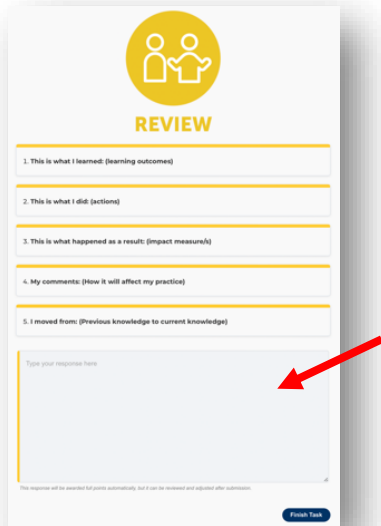 REVIEW
1. This is what I learned: (learning outcomes)
2. This is what I did: (actions)
3. This is what happened as a result: (impact measure/s)
4. My comments: (How it will affect my practice)
5. I moved from: (Previous knowledge to current knowledge)
Type your response here
This response will be awarded full points automatically, but it can be reviewed and adjusted after submission.
Finish Task